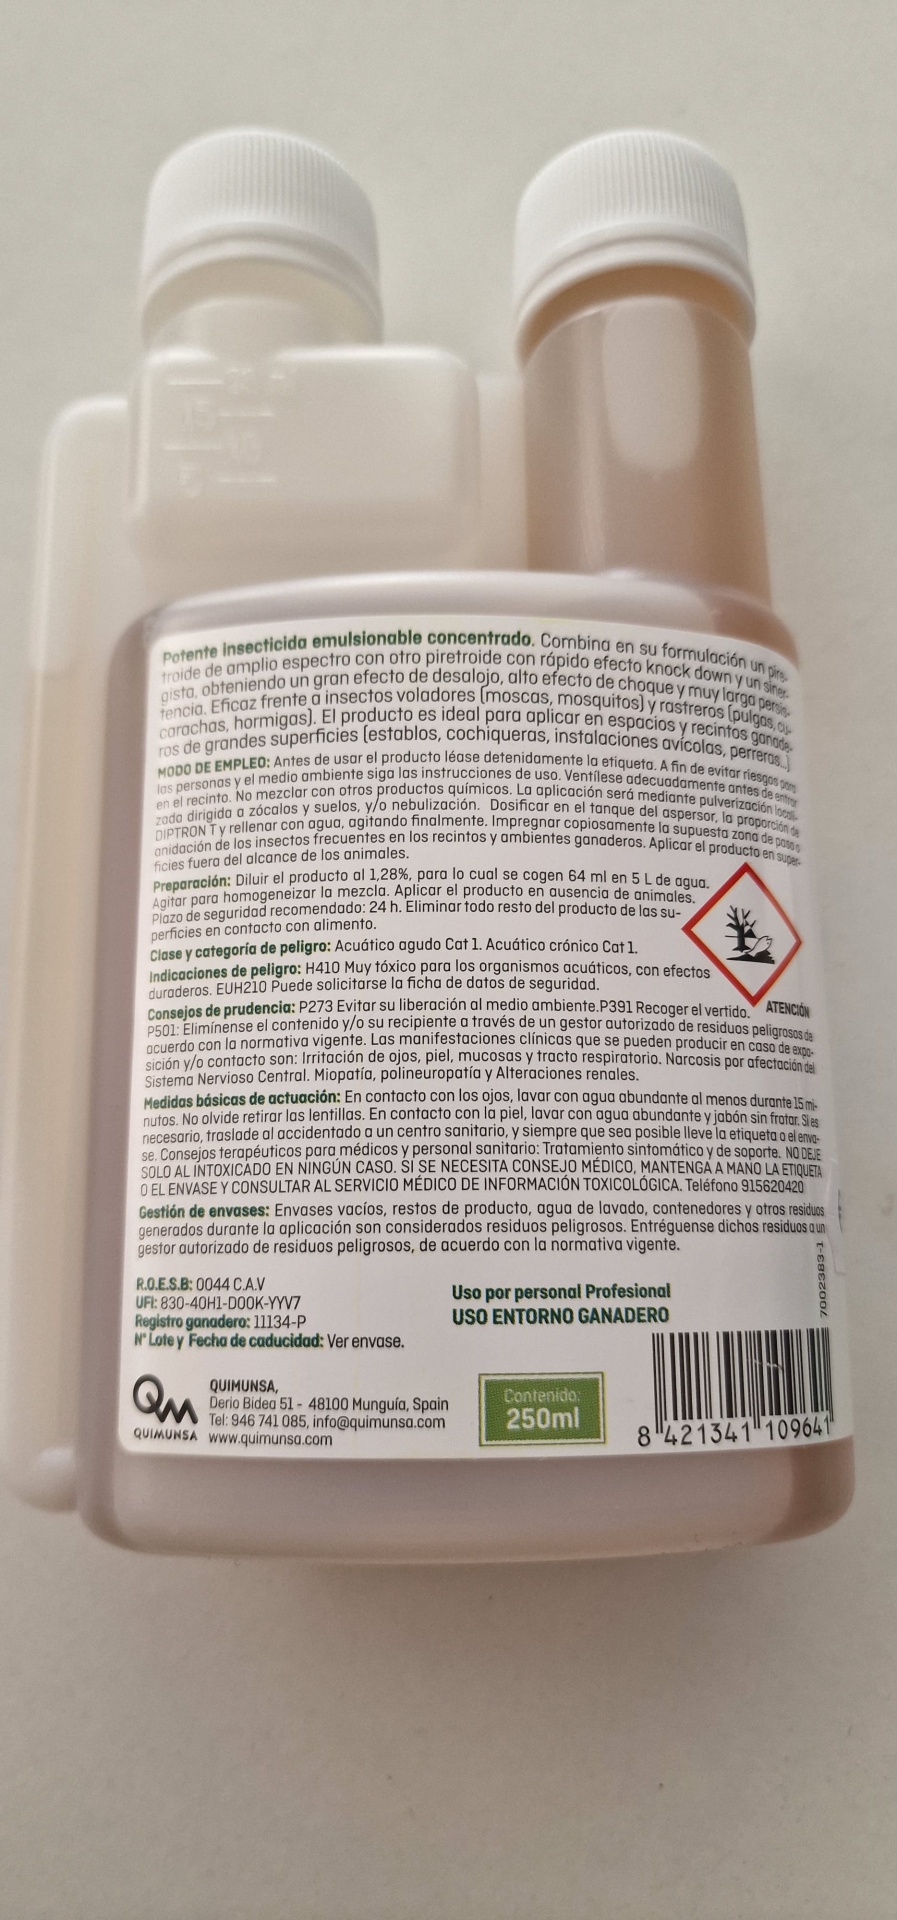 20
15
10
5
Potente insecticida emulsionable concentrado. Combina en su formulación un pire-
troide de amplio espectro con otro piretroide con rápido efecto knock down y un siner-
gista, obteniendo un gran efecto de desalojo, alto efecto de choque y muy larga persis-
tencia. Eficaz frente a insectos voladores (moscas, mosquitos) y rastreros (pulgas, cu-
carachas, hormigas). El producto es ideal para aplicar en espacios y recintos ganade-
ros de grandes superficies (establos, cochiqueras, instalaciones avícolas, perreras...)
MODO DE EMPLEO: Antes de usar el producto léase detenidamente la etiqueta. A fin de evitar riesgos para
las personas y el medio ambiente siga las instrucciones de uso. Ventílese adecuadamente antes de entrar
en el recinto. No mezclar con otros productos químicos. La aplicación será mediante pulverización locali-
zada dirigida a zócalos y suelos, y/o nebulización. Dosificar en el tanque del aspersor, la proporción de
DIPTRON T y rellenar con agua, agitando finalmente. Impregnar copiosamente la supuesta zona de paso o
anidación de los insectos frecuentes en los recintos y ambientes ganaderos. Aplicar el producto en super-
ficies fuera del alcance de los animales.
Preparación: Diluir el producto al 1,28%, para lo cual se cogen 64 ml en 5 L de agua.
Agitar para homogeneizar la mezcla. Aplicar el producto en ausencia de animales.
Plazo de seguridad recomendado: 24 h. Eliminar todo resto del producto de las su-
perficies en contacto con alimento.
Clase y categoría de peligro: Acuático agudo Cat 1. Acuático crónico Cat 1.
Indicaciones de peligro: H410 Muy tóxico para los organismos acuáticos, con efectos
duraderos. EUH210 Puede solicitarse la ficha de datos de seguridad.
ATENCIÓN
Consejos de prudencia: P273 Evitar su liberación al medio ambiente.P391 Recoger el vertido.
P501: Elimínense el contenido y/o su recipiente a través de un gestor autorizado de residuos peligrosos de
acuerdo con la normativa vigente. Las manifestaciones clínicas que se pueden producir en caso de expo-
sición y/o contacto son: Irritación de ojos, piel, mucosas y tracto respiratorio. Narcosis por afectación del
Sistema Nervioso Central. Miopatía, polineuropatía y Alteraciones renales.
Medidas básicas de actuación: En contacto con los ojos, lavar con agua abundante al menos durante 15 mi-
nutos. No olvide retirar las lentillas. En contacto con la piel, lavar con agua abundante y jabón sin frotar. Si es
necesario, traslade al accidentado a un centro sanitario, y siempre que sea posible lleve la etiqueta o el enva-
se. Consejos terapéuticos para médicos y personal sanitario: Tratamiento sintomático y de soporte. NO DEJE
SOLO AL INTOXICADO EN NINGÚN CASO. SI SE NECESITA CONSEJO MÉDICO, MANTENGA A MANO LA ETIQUETA
O EL ENVASE Y CONSULTAR AL SERVICIO MÉDICO DE INFORMACIÓN TOXICOLÓGICA. Teléfono 915620420
Gestión de envases: Envases vacíos, restos de producto, agua de lavado, contenedores y otros residuos
generados durante la aplicación son considerados residuos peligrosos. Entréguense dichos residuos a un
gestor autorizado de residuos peligrosos, de acuerdo con la normativa vigente.
R.O.E.S.B: 0044 C.A.V
UFI: 830-40H1-D00K-YYV7
Registro ganadero: 11134-P
Nº Lote y Fecha de caducidad: Ver envase.
Uso por personal Profesional
USO ENTORNO GANADERO
7002383-1
QM
QUIMUNSA
QUIMUNSA,
Derio Bidea 51 - 48100 Munguía, Spain
Tel: 946 741 085, info@quimunsa.com
www.quimunsa.com
Contenido:
250ml
8 421341 109641